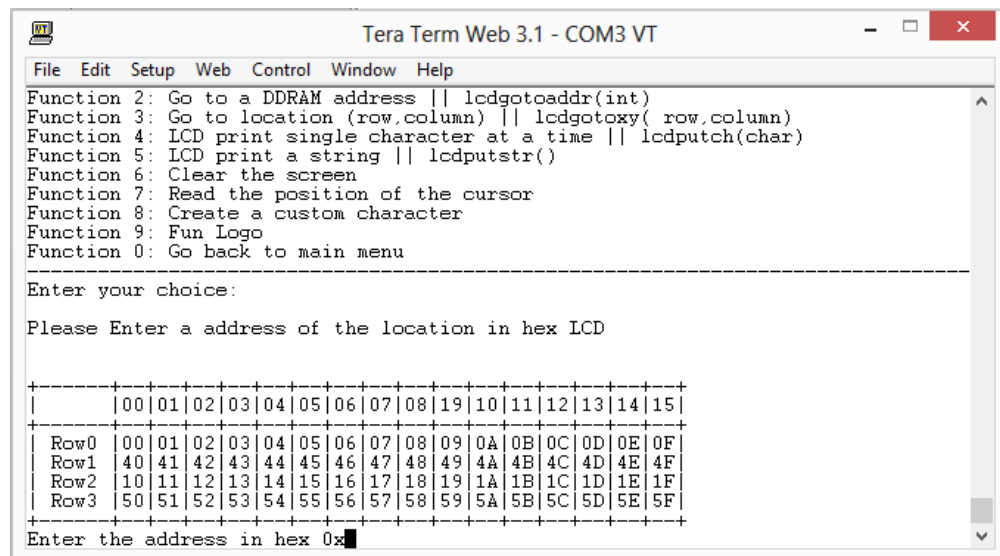 Tera Term Web 3.1 - COM3 VT
File Edit Setup Web Control Window Help
Function 2: Go to a DDRAM address || lcdgotoaddr(int)
Function 3: Go to location (row,column) || lcdgotoxy( row,column)
Function 4: LCD print single character at a time || lcdputch(char)
Function 5: LCD print a string || lcdputstr()
Function 6: Clear the screen
Function 7: Read the position of the cursor
Function 8: Create a custom character
Function 9: Fun Logo
Function 0: Go back to main menu
Enter your choice:
Please Enter a address of the location in hex LCD
|00|01|02|03|04|05|06|07|08|19|10|11|12|13|14|15|
| Row0 |00|01|02|03|04|05|06|07|08|09|0A|0B|0C|0D|0E|0F|
| Row1 |40|41|42|43|44|45|46|47|48|49|4A|4B|4C|4D|4E|4F|
| Row2 |10|11|12|13|14|15|16|17|18|19|1A|1B|1C|1D|1E|1F|
| Row3 |50|51|52|53|54|55|56|57|58|59|5A|5B|5C|5D|5E|5F|
Enter the address in hex 0x